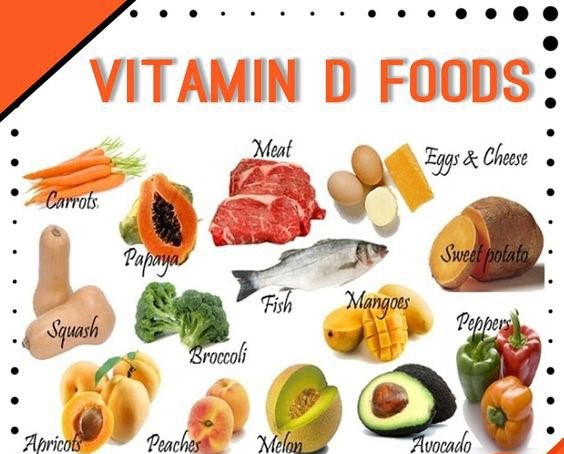 VITAMIN D FOODS
Meat
Eggs & Cheese
Carrots
Papaya
Sweet potato
Fish
Mangoes
Squash
Peppers
Broccoli
Apricots
Peaches
Melon
Avocado